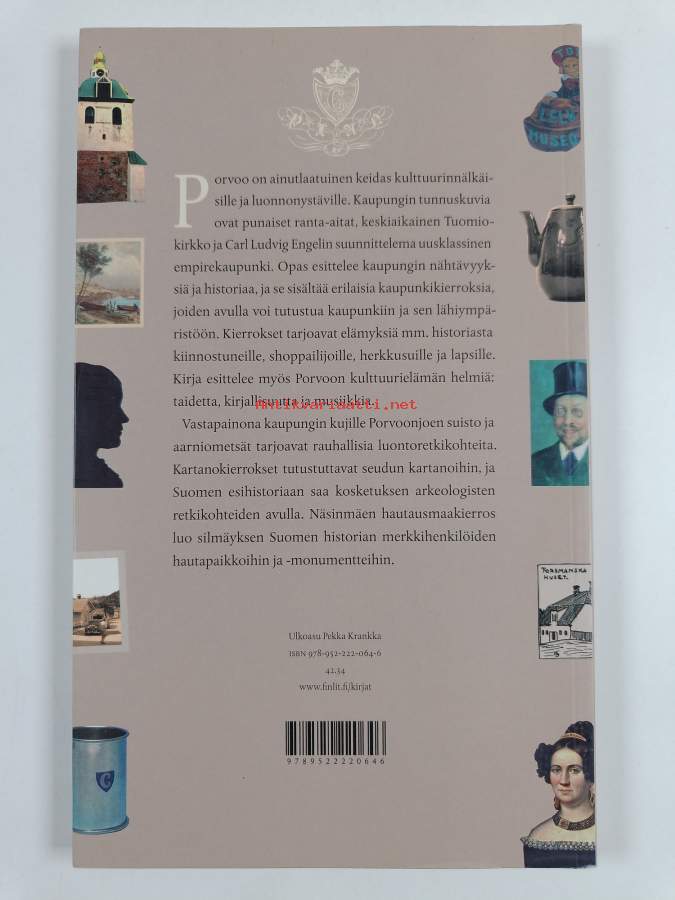 Porvoo on ainutlaatuinen keidas kulttuurinnälkäi-
sille ja luonnonystäville. Kaupungin tunnuskuvia
ovat punaiset ranta-aitat, keskiaikainen Tuomio-
kirkko ja Carl Ludvig Engelin suunnittelema uusklassinen
empirekaupunki. Opas esittelee kaupungin nähtävyyk-
siä ja historiaa, ja se sisältää erilaisia kaupunkikierroksia,
joiden avulla voi tutustua kaupunkiin ja sen lähiympä-
ristöön. Kierrokset tarjoavat elämyksiä mm. historiasta
kiinnostuneille, shoppailijoille, herkkusuille ja lapsille.
Kirja esittelee myös Porvoon kulttuurielämän helmiä:
taidetta, kirjallisuutta ja musiikkia.
Antikvariaatti.net
Vastapainona kaupungin kujille Porvoonjoen suisto ja
aarniometsät tarjoavat rauhallisia luontoretkikohteita.
Kartanokierrokset tutustuttavat seudun kartanoihin, ja
Suomen esihistoriaan saa kosketuksen arkeologisten
retkikohteiden avulla. Näsinmäen hautausmaakierros
luo silmäyksen Suomen historian merkkihenkilöiden
hautapaikkoihin ja -monumentteihin.
Ulkoasu Pekka Krankka
ISBN 978-952-222-064-6
42.34
www.finlit.fi/kirjat
9789522220646
LELU
MUSEO
FORSMANSKA
HUSET.
C